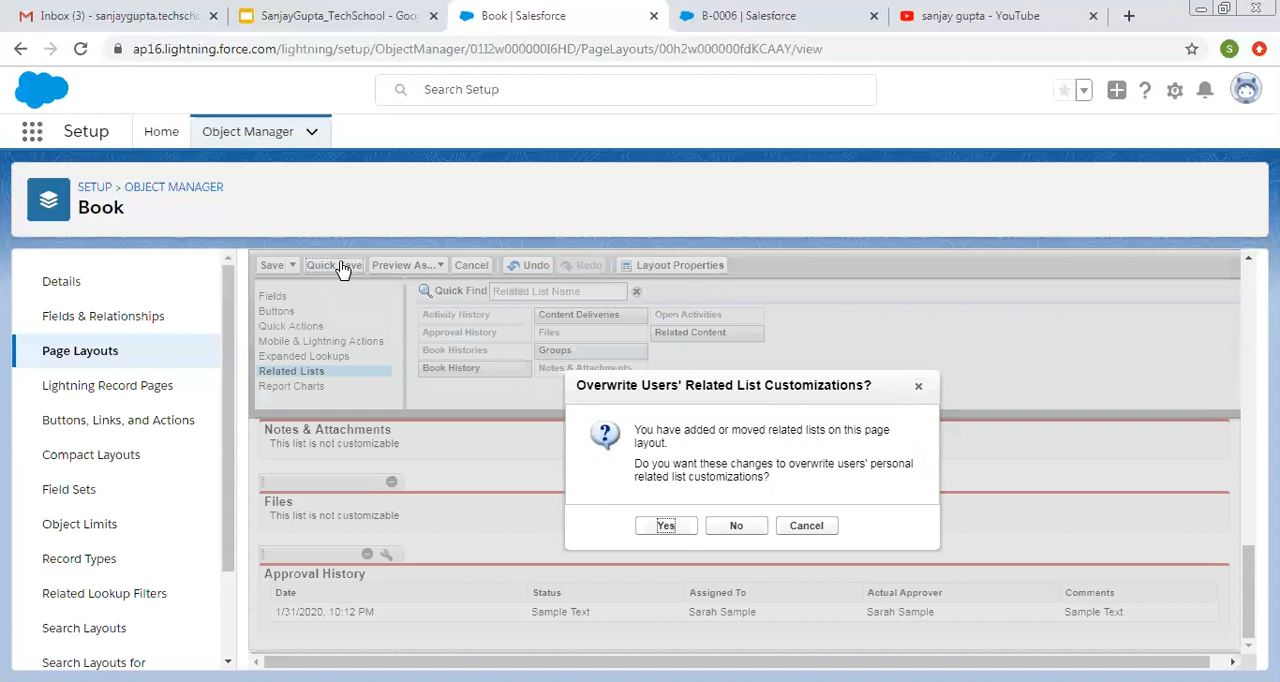 Inbox (3) - sanjaygupta.techscho
SanjayGupta_TechSchool - Goo
Book | Salesforce
B-0006 | Salesforce
sanjay gupta - YouTube
ap16.lightning.force.com/lightning/setup/ObjectManager/01I2w000000I6HD/PageLayouts/00h2w000000fdKCAAY/view
S
Search Setup
Setup
Home
Object Manager
SETUP > OBJECT MANAGER
Book
Details
Fields & Relationships
Page Layouts
Lightning Record Pages
Buttons, Links, and Actions
Compact Layouts
Field Sets
Object Limits
Record Types
Related Lookup Filters
Search Layouts
Search Layouts for
Save
Quick Save
Preview As...
Cancel
Undo
Redo
Layout Properties
Fields
Buttons
Quick Actions
Mobile & Lightning Actions
Expanded Lookups
Related Lists
Report Charts
Quick Find
Related List Name
Activity History
Content Deliveries
Open Activities
Approval History
Files
Related Content
Book Histories
Groups
Book History
Notes & Attachments
Notes & Attachments
This list is not customizable
Files
This list is not customizable
Approval History
Date
Status
Assigned To
Actual Approver
Comments
1/31/2020, 10:12 PM
Sample Text
Sarah Sample
Sarah Sample
Sample Text
Overwrite Users' Related List Customizations?
You have added or moved related lists on this page
layout.
Do you want these changes to overwrite users' personal
related list customizations?
Yes
No
Cancel